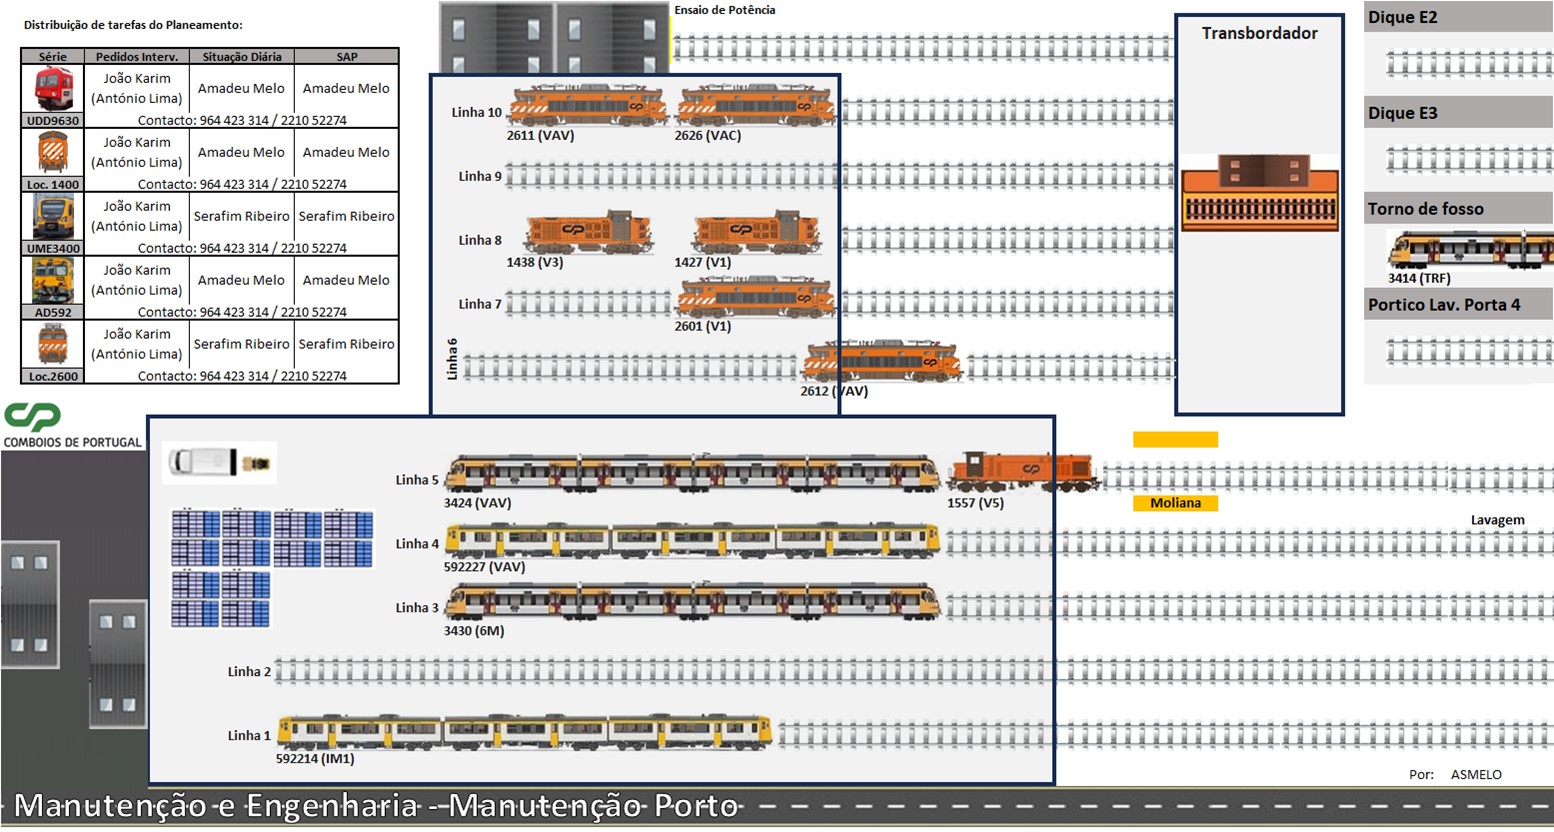 Distribuição de tarefas do Planeamento:
Série Pedidos Interv. Situação Diária SAP
UDD9630 João Karim (António Lima) Amadeu Melo Amadeu Melo
Contacto: 964 423 314 / 2210 52274
Loc. 1400 João Karim (António Lima) Amadeu Melo Amadeu Melo
Contacto: 964 423 314 / 2210 52274
UME3400 João Karim (António Lima) Serafim Ribeiro Serafim Ribeiro
Contacto: 964 423 314 / 2210 52274
AD592 João Karim (António Lima) Amadeu Melo Amadeu Melo
Contacto: 964 423 314 / 2210 52274
Loc.2600 João Karim (António Lima) Serafim Ribeiro Serafim Ribeiro
Contacto: 964 423 314 / 2210 52274
CP
COMBOIOS DE PORTUGAL
Ensaio de Potência
Linha 10
2611 (VAV)
2626 (VAC)
Linha 9
Linha 8
1438 (V3)
1427 (V1)
Linha 7
2601 (V1)
Linha 6
2612 (VAV)
Transbordador
Dique E2
Dique E3
Torno de fosso
3414 (TRF)
Portico Lav. Porta 4
Linha 5
3424 (VAV)
1557 (V5)
Moliana
Lavagem
Linha 4
592227 (VAV)
Linha 3
3430 (6M)
Linha 2
Linha 1
592214 (IM1)
Por: ASMELO
Manutenção e Engenharia - Manutenção Porto